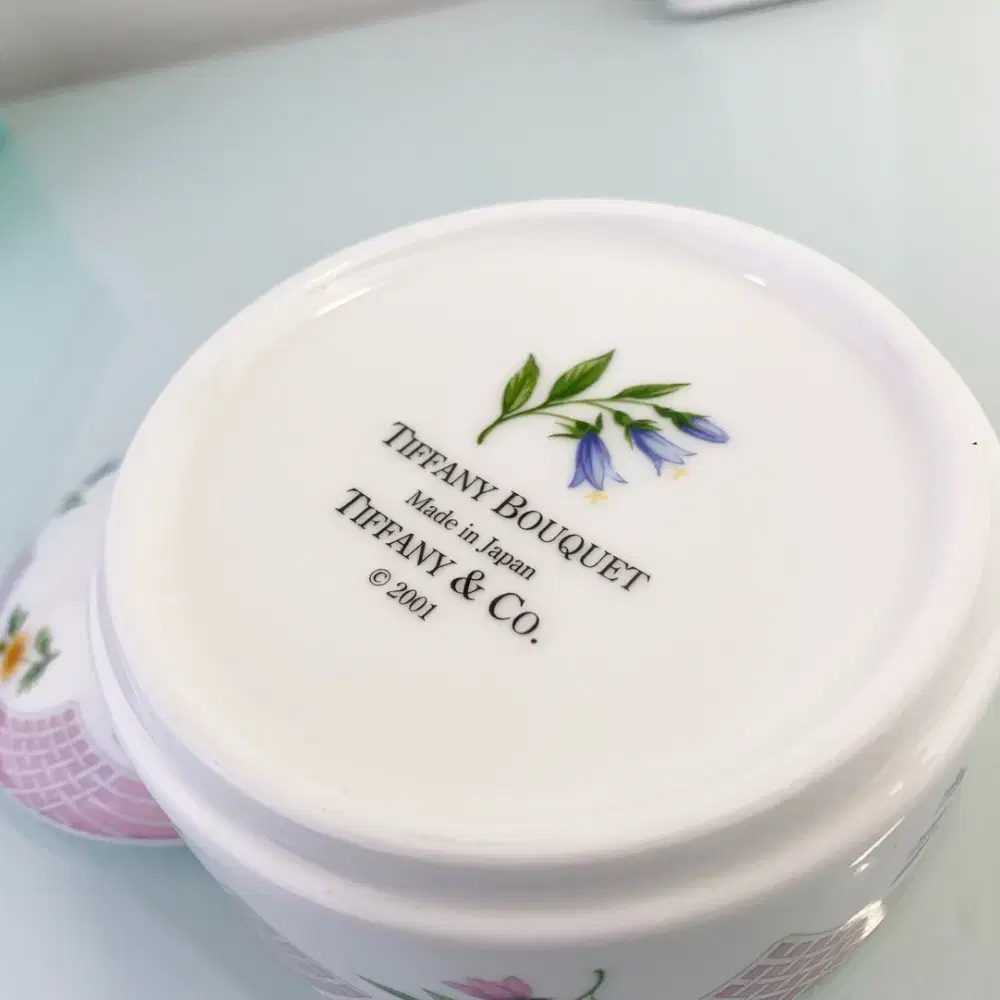 TIFFANY BOUQUET
Made in Japan
TIFFANY & CO.
© 2001